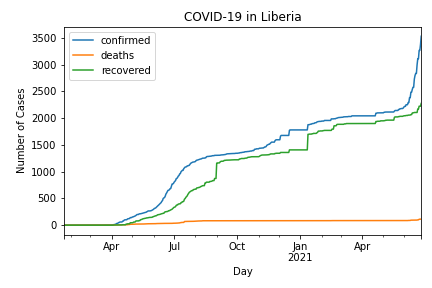 COVID-19 in Liberia
confirmed
deaths
recovered
Number of Cases
3500
3000
2500
2000
1500
1000
500
0
Apr
Jul
Oct
Jan
2021
Apr
Day